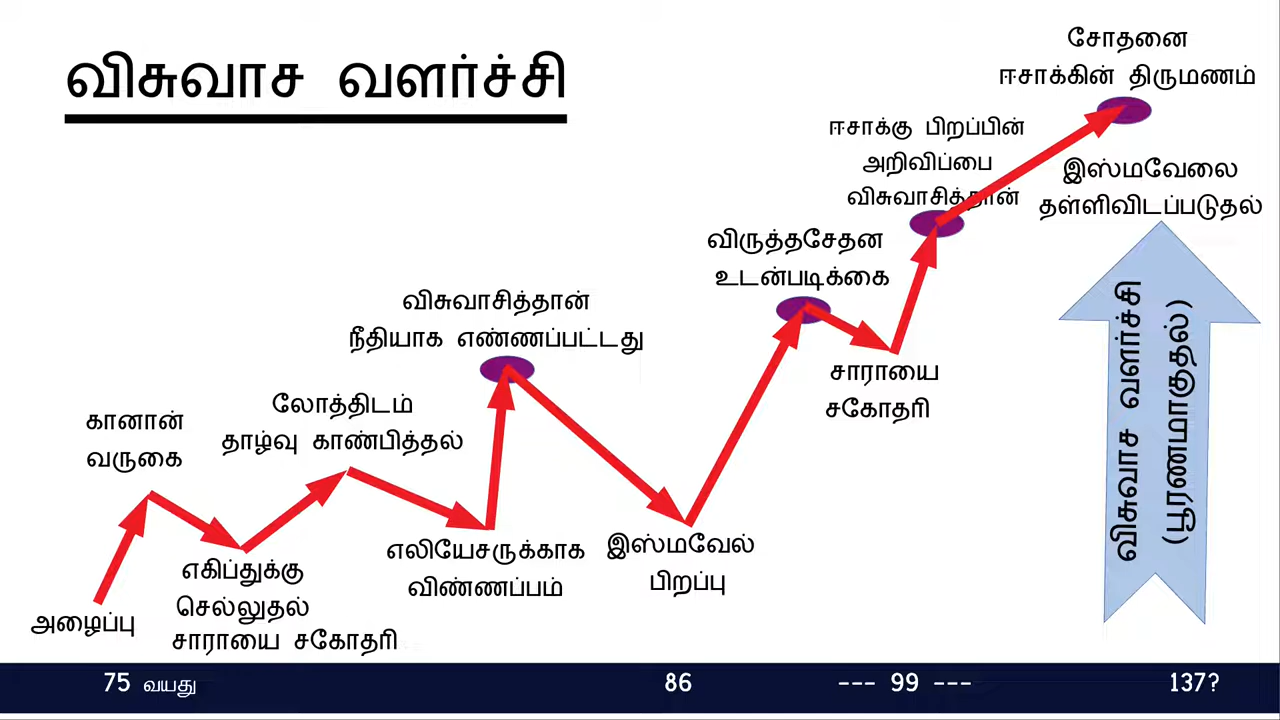 விசுவாச வளர்ச்சி
சோதனை
ஈசாக்கின் திருமணம்
ஈசாக்கு பிறப்பின்
அறிவிப்பை
விசுவாசித்தான்
இஸ்மவேலை
தள்ளிவிடப்படுதல்
விருத்தசேதன
உடன்படிக்கை
விசுவாசித்தான்
நீதியாக எண்ணப்பட்டது
சாராயை
சகோதரி
லோத்திடம்
தாழ்வு காண்பித்தல்
கானான்
வருகை
எலியேசருக்காக
விண்ணப்பம்
இஸ்மவேல்
பிறப்பு
எகிப்துக்கு
செல்லுதல்
சாராயை சகோதரி
அழைப்பு
விசுவாச வளர்ச்சி
(பூரணமாகுதல்)
75 வயது 86 --- 99 --- 137?